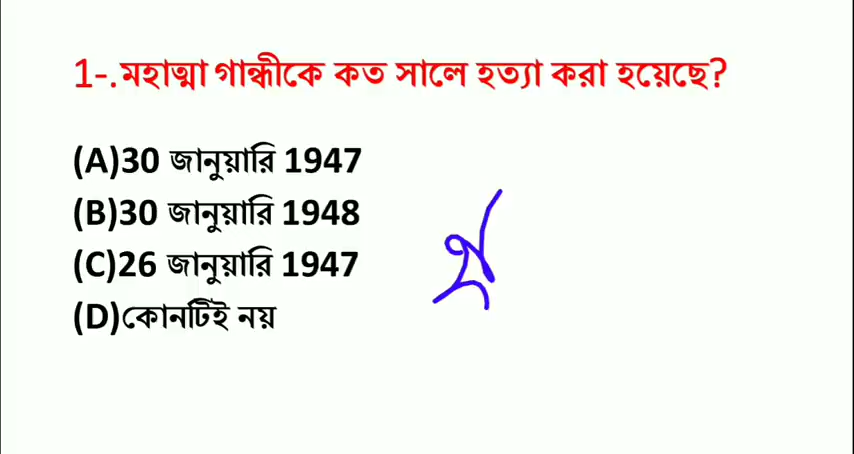 1-.মহাত্মা গান্ধীকে কত সালে হত্যা করা হয়েছে?
(A)30 জানুয়ারি 1947
(B)30 জানুয়ারি 1948
(C)26 জানুয়ারি 1947
(D)কোনটিই নয়